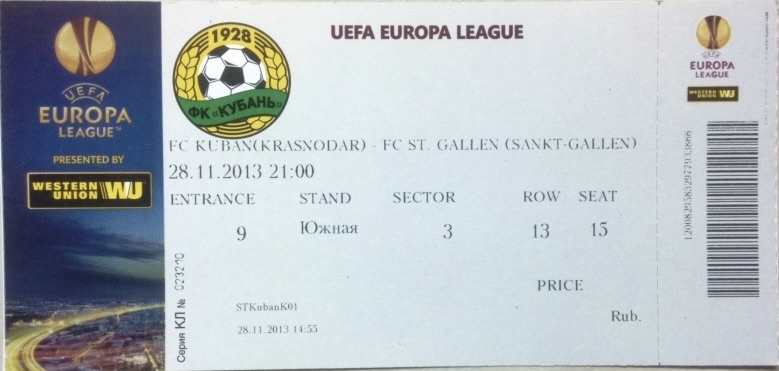 UEFA
EUROPA
LEAGUE™
PRESENTED BY
WESTERN
UNION WU
1928
ФК «КУБАНЬ»
UEFA EUROPA LEAGUE
FC KUBAN(KRASNODAR) - FC ST. GALLEN (SANKT-GALLEN)
28.11.2013 21:00
ENTRANCE STAND SECTOR ROW SEAT
9 Южная 3 13 15
PRICE
Rub.
STKubanK01
28.11.2013 14:55
Серия КЛ № 023210
UEFA
EUROPA
LEAGUE
WESTERN UNION WU
12008295832977933866